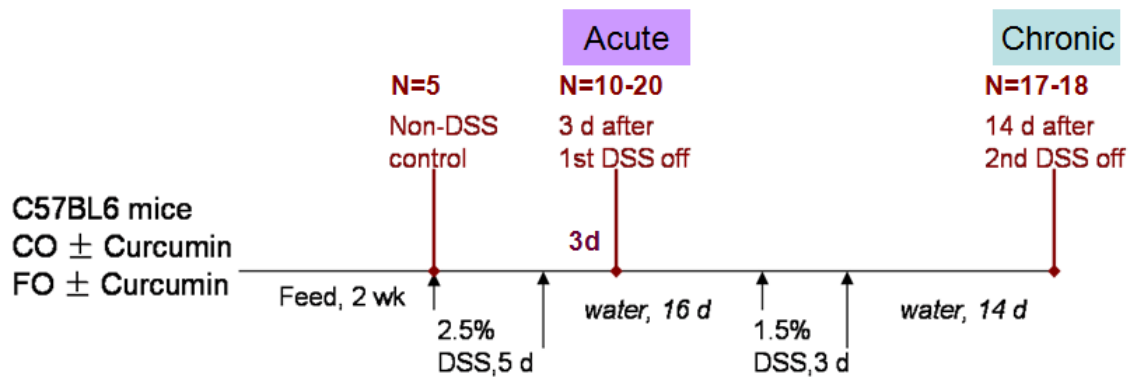 Acute
Chronic
N=5
N=10-20
N=17-18
Non-DSS
control
3 d after
1st DSS off
14 d after
2nd DSS off
C57BL6 mice
CO ± Curcumin
FO ± Curcumin
3d
Feed, 2 wk
2.5%
DSS,5 d
water, 16 d
1.5%
DSS,3 d
water, 14 d